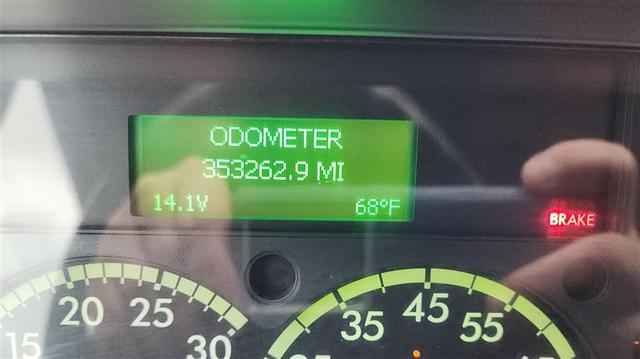 ODOMETER
353262.9 MI
14.1V 68°F
BRAKE
15 20 25 30
35 45 55